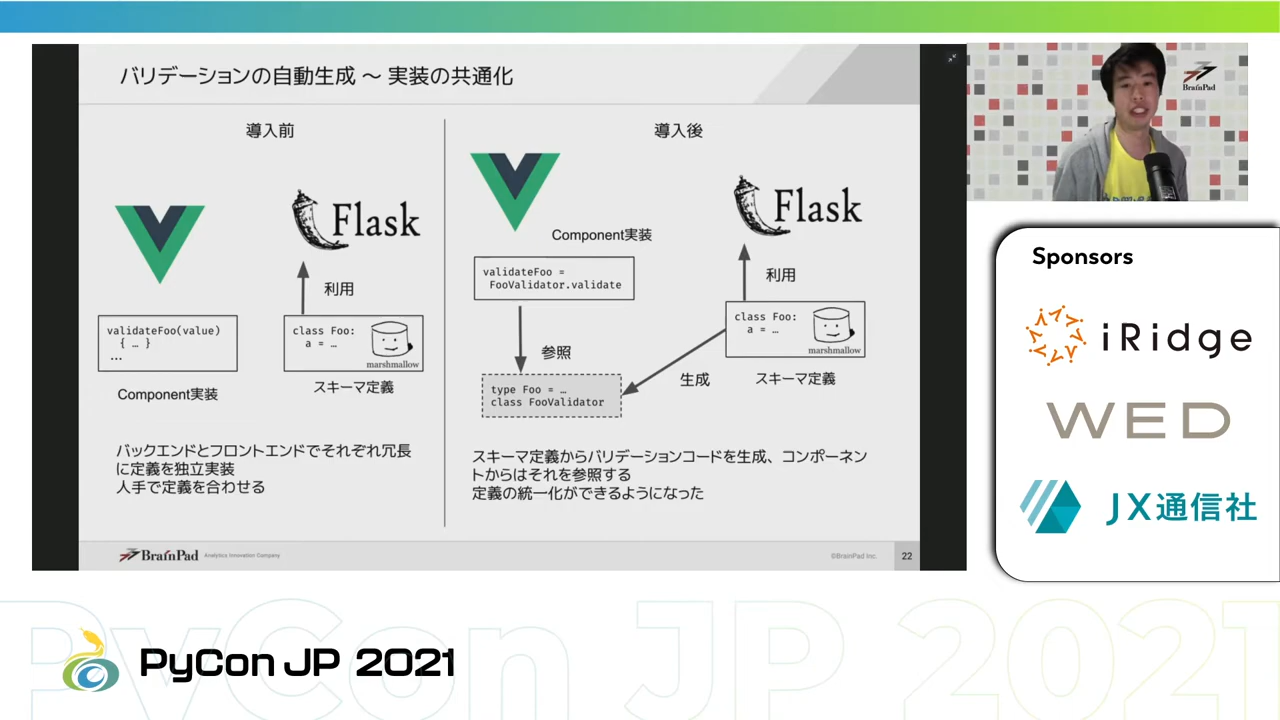 バリデーションの自動生成 ～ 実装の共通化
導入前
Flask
利用
validateFoo(value)
{ … }
…
Component実装
class Foo:
a = …
marshmallow
スキーマ定義
バックエンドとフロントエンドでそれぞれ冗長
に定義を独立実装
人手で定義を合わせる
導入後
Component実装
validateFoo =
FooValidator.validate
参照
type Foo = …
class FooValidator
生成
Flask
利用
class Foo:
a = …
marshmallow
スキーマ定義
スキーマ定義からバリデーションコードを生成、コンポーネン
トからはそれを参照する
定義の統一化ができるようになった
BrainPad Analytics Innovation Company
©BrainPad Inc.
22
BrainPad
Sponsors
iRidge
WED
JX通信社
PyCon JP 2021
PyCon JP 2021